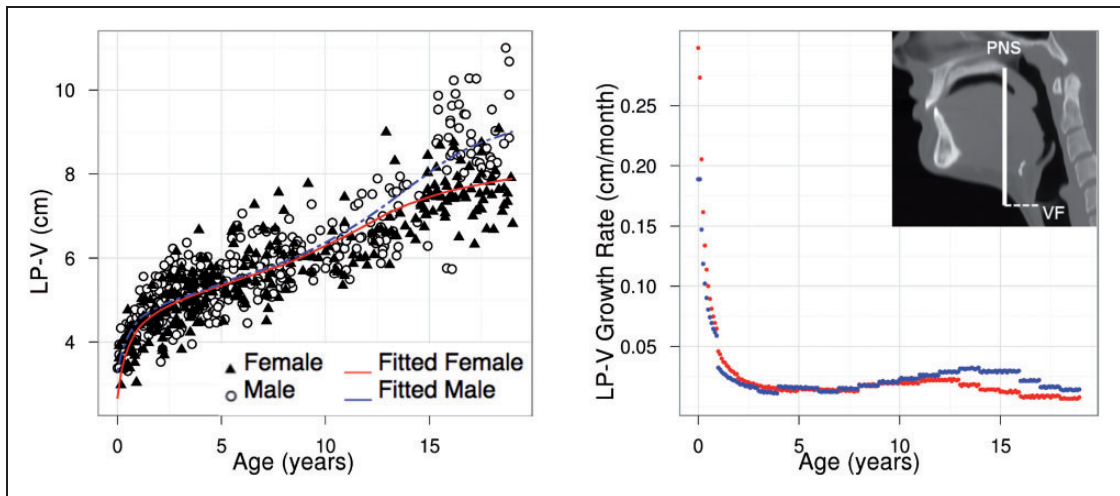 LP-V (cm)
10
8
6
4
0
5
10
15
Age (years)
Female
Male
Fitted Female
Fitted Male
LP-V Growth Rate (cm/month)
0.25
0.20
0.15
0.10
0.05
0
5
10
15
Age (years)
PNS
VF